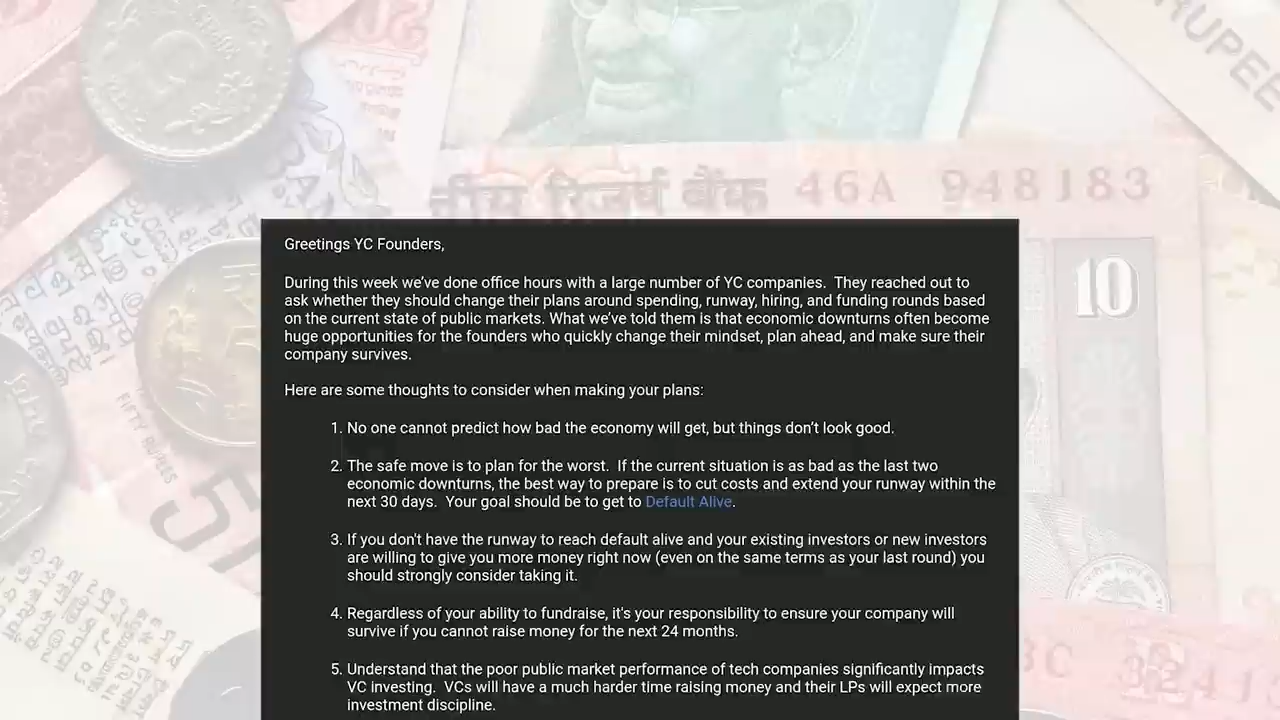 RUPEE
रिज़र्व बैंक 46A 948183
10
FIFTY RUPEES
Greetings YC Founders,
During this week we’ve done office hours with a large number of YC companies. They reached out to
ask whether they should change their plans around spending, runway, hiring, and funding rounds based
on the current state of public markets. What we’ve told them is that economic downturns often become
huge opportunities for the founders who quickly change their mindset, plan ahead, and make sure their
company survives.
Here are some thoughts to consider when making your plans:
1. No one cannot predict how bad the economy will get, but things don’t look good.
2. The safe move is to plan for the worst. If the current situation is as bad as the last two
economic downturns, the best way to prepare is to cut costs and extend your runway within the
next 30 days. Your goal should be to get to Default Alive.
3. If you don't have the runway to reach default alive and your existing investors or new investors
are willing to give you more money right now (even on the same terms as your last round) you
should strongly consider taking it.
4. Regardless of your ability to fundraise, it's your responsibility to ensure your company will
survive if you cannot raise money for the next 24 months.
5. Understand that the poor public market performance of tech companies significantly impacts
VC investing. VCs will have a much harder time raising money and their LPs will expect more
investment discipline.